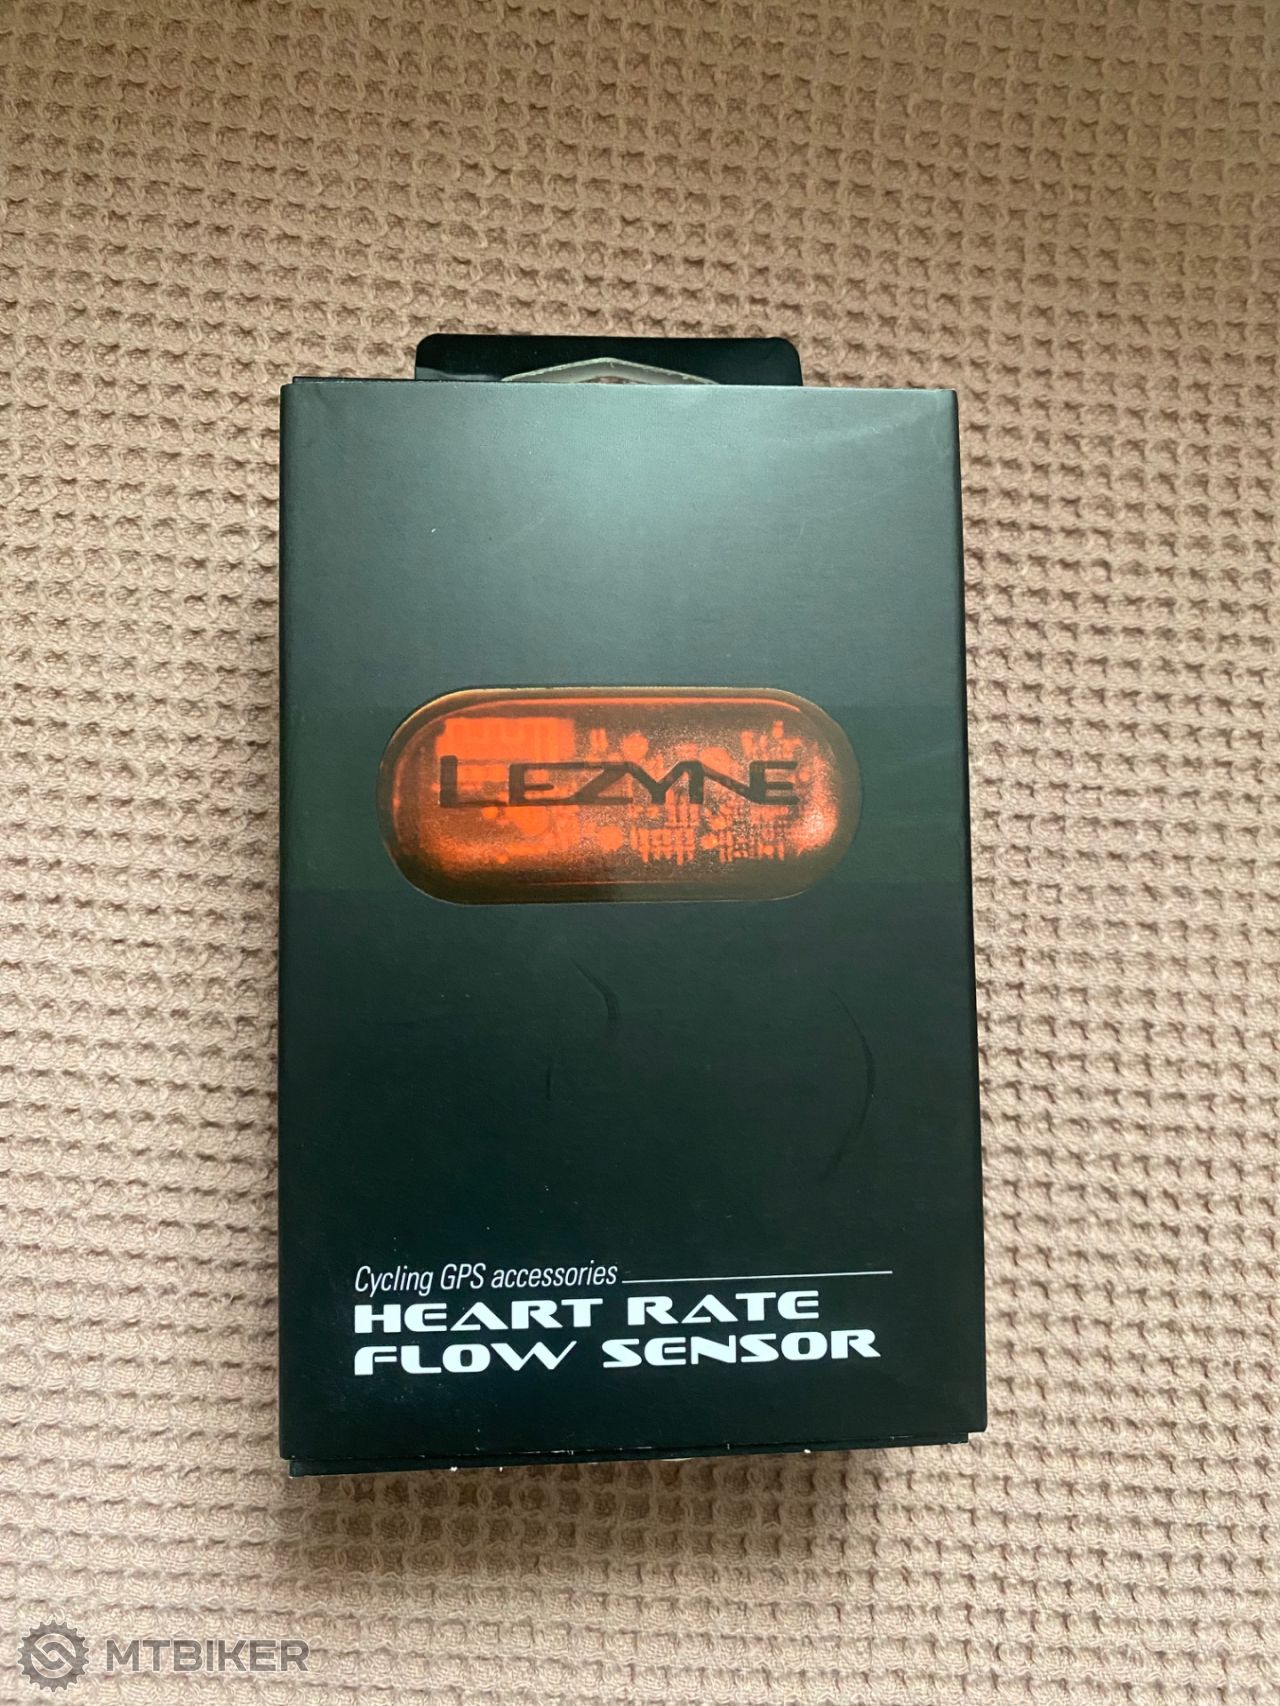 LEZYNE
Cycling GPS accessories
HEART RATE
FLOW SENSOR
MTBIKER